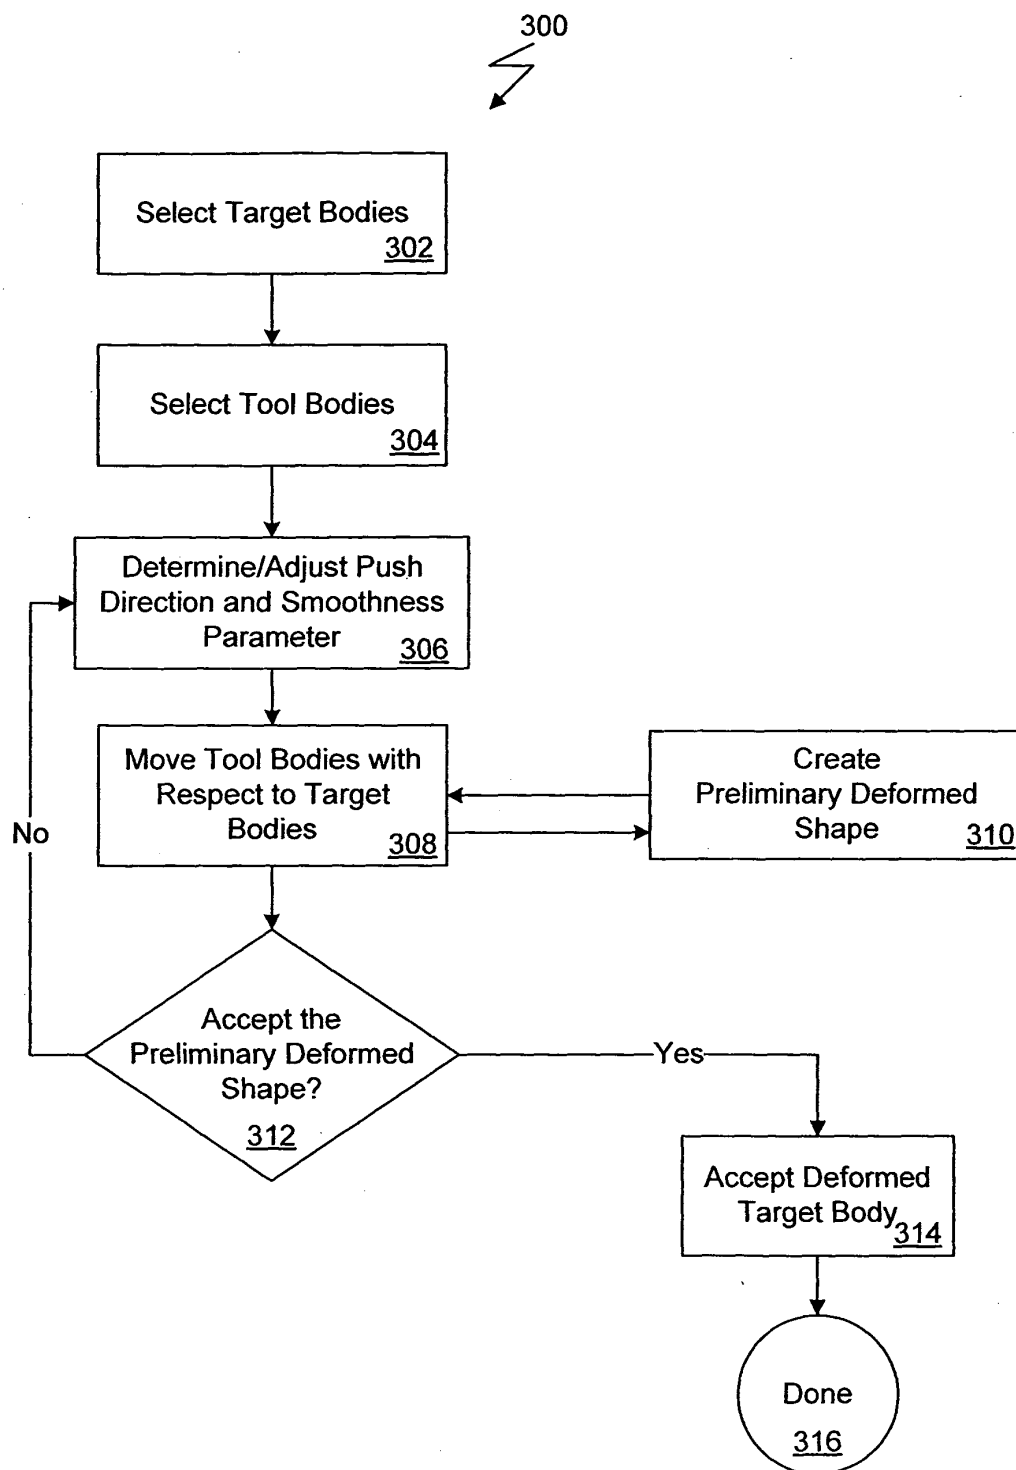 300
Select Target Bodies
302
Select Tool Bodies
304
Determine/Adjust Push
Direction and Smoothness
Parameter
306
Move Tool Bodies with
Respect to Target
Bodies
308
Create
Preliminary Deformed
Shape
310
No
Accept the
Preliminary Deformed
Shape?
312
Yes
Accept Deformed
Target Body
314
Done
316